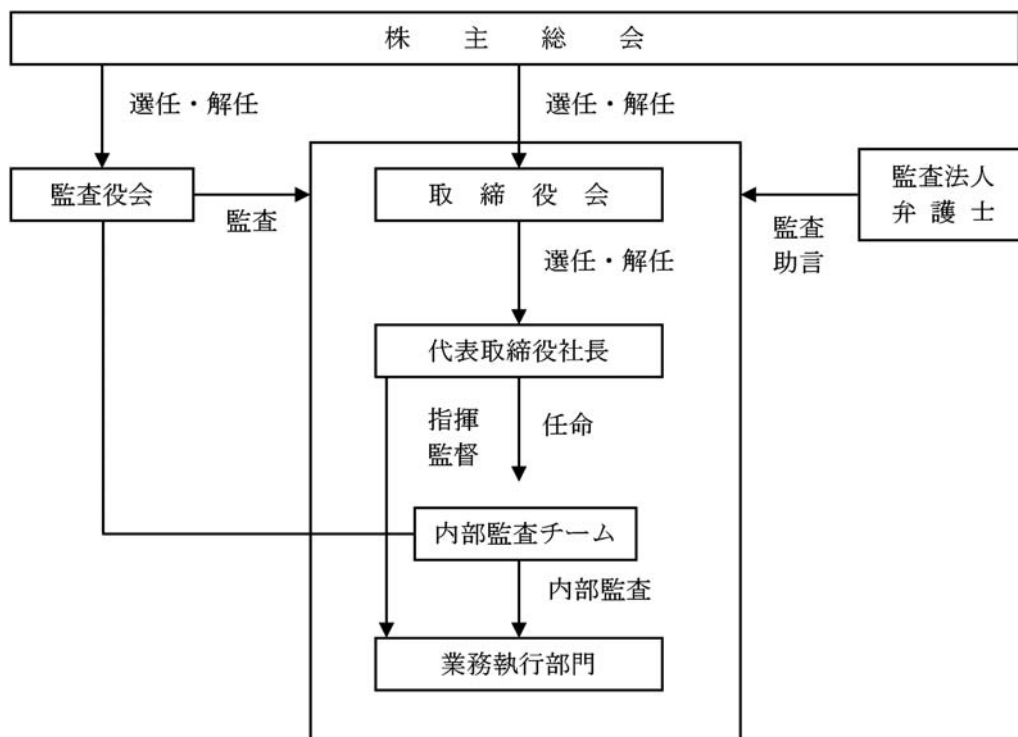 株主総会
選任・解任
選任・解任
監査役会
監査
取締役会
監査法人
弁護士
監査
助言
選任・解任
代表取締役社長
指揮
監督
任命
内部監査チーム
内部監査
業務執行部門